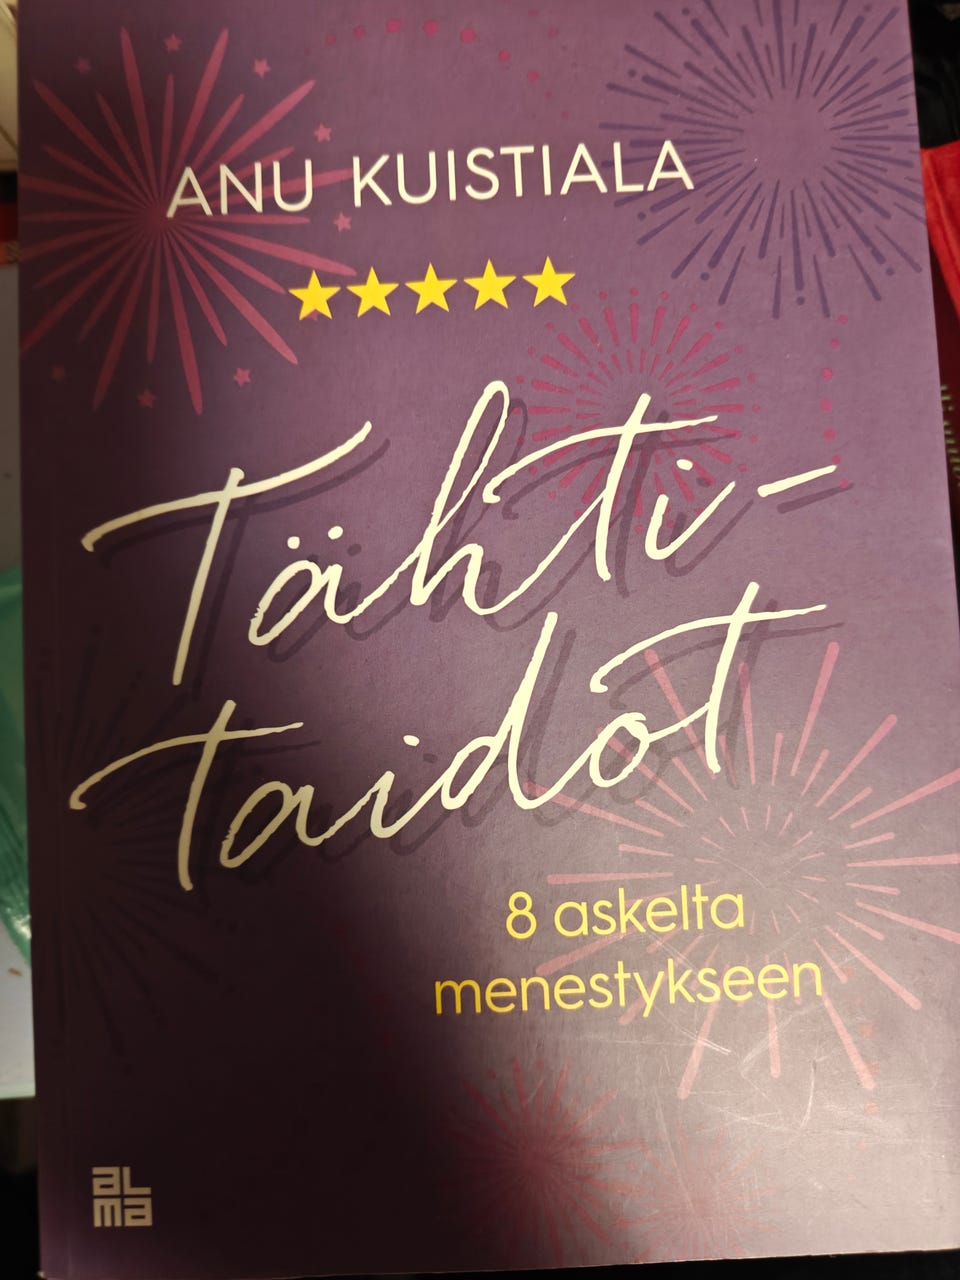 ANU KUISTIALA
Tähti-
taidot
8 askelta
menestykseen
aL
ma